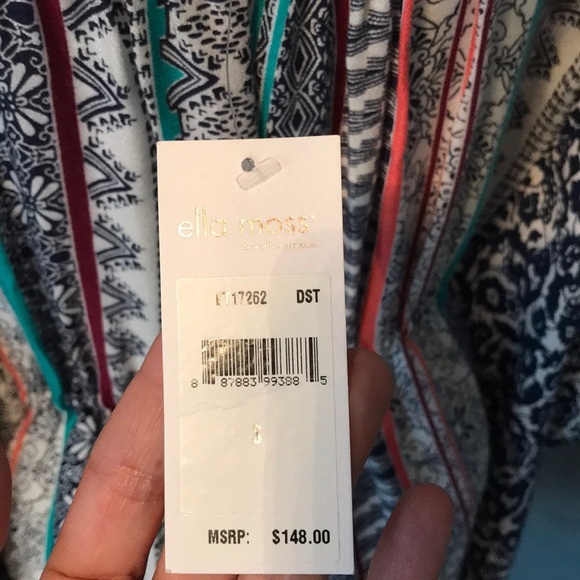 ella moss
17262 DST
8 87883 99388 5
MSRP: $148.00